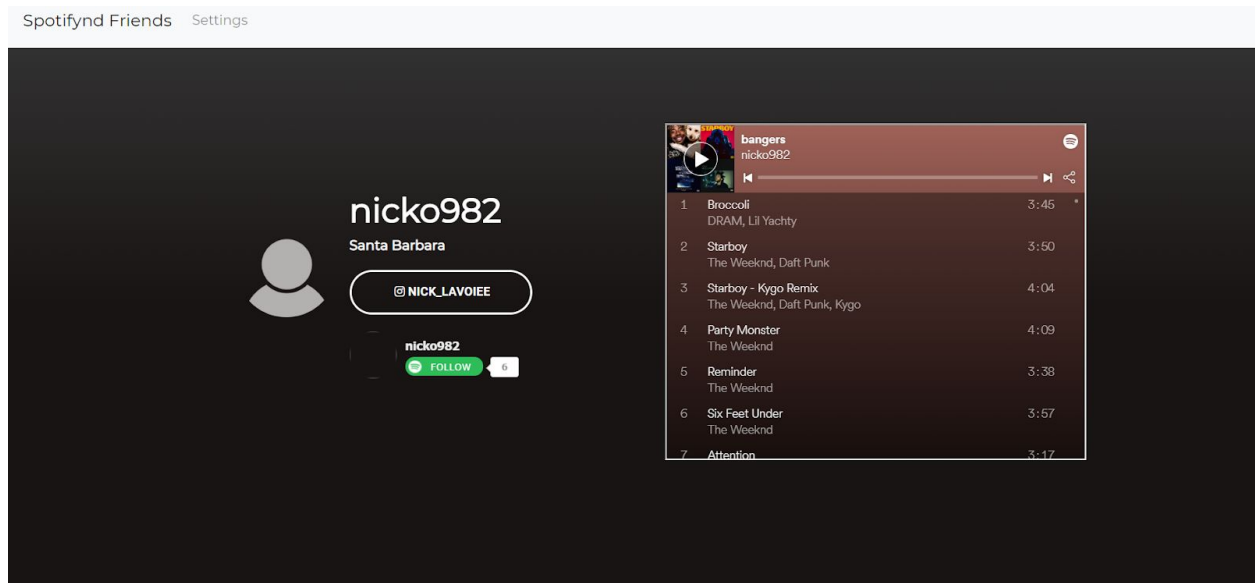 Spotifynd Friends Settings
nicko982
Santa Barbara
NICK_LAVOIEE
nicko982
FOLLOW 6
STARBOY
bangers
nicko982
1 Broccoli 3:45
DRAM, Lil Yachty
2 Starboy 3:50
The Weeknd, Daft Punk
3 Starboy - Kygo Remix 4:04
The Weeknd, Daft Punk, Kygo
4 Party Monster 4:09
The Weeknd
5 Reminder 3:38
The Weeknd
6 Six Feet Under 3:57
The Weeknd
7 Attention 3:17